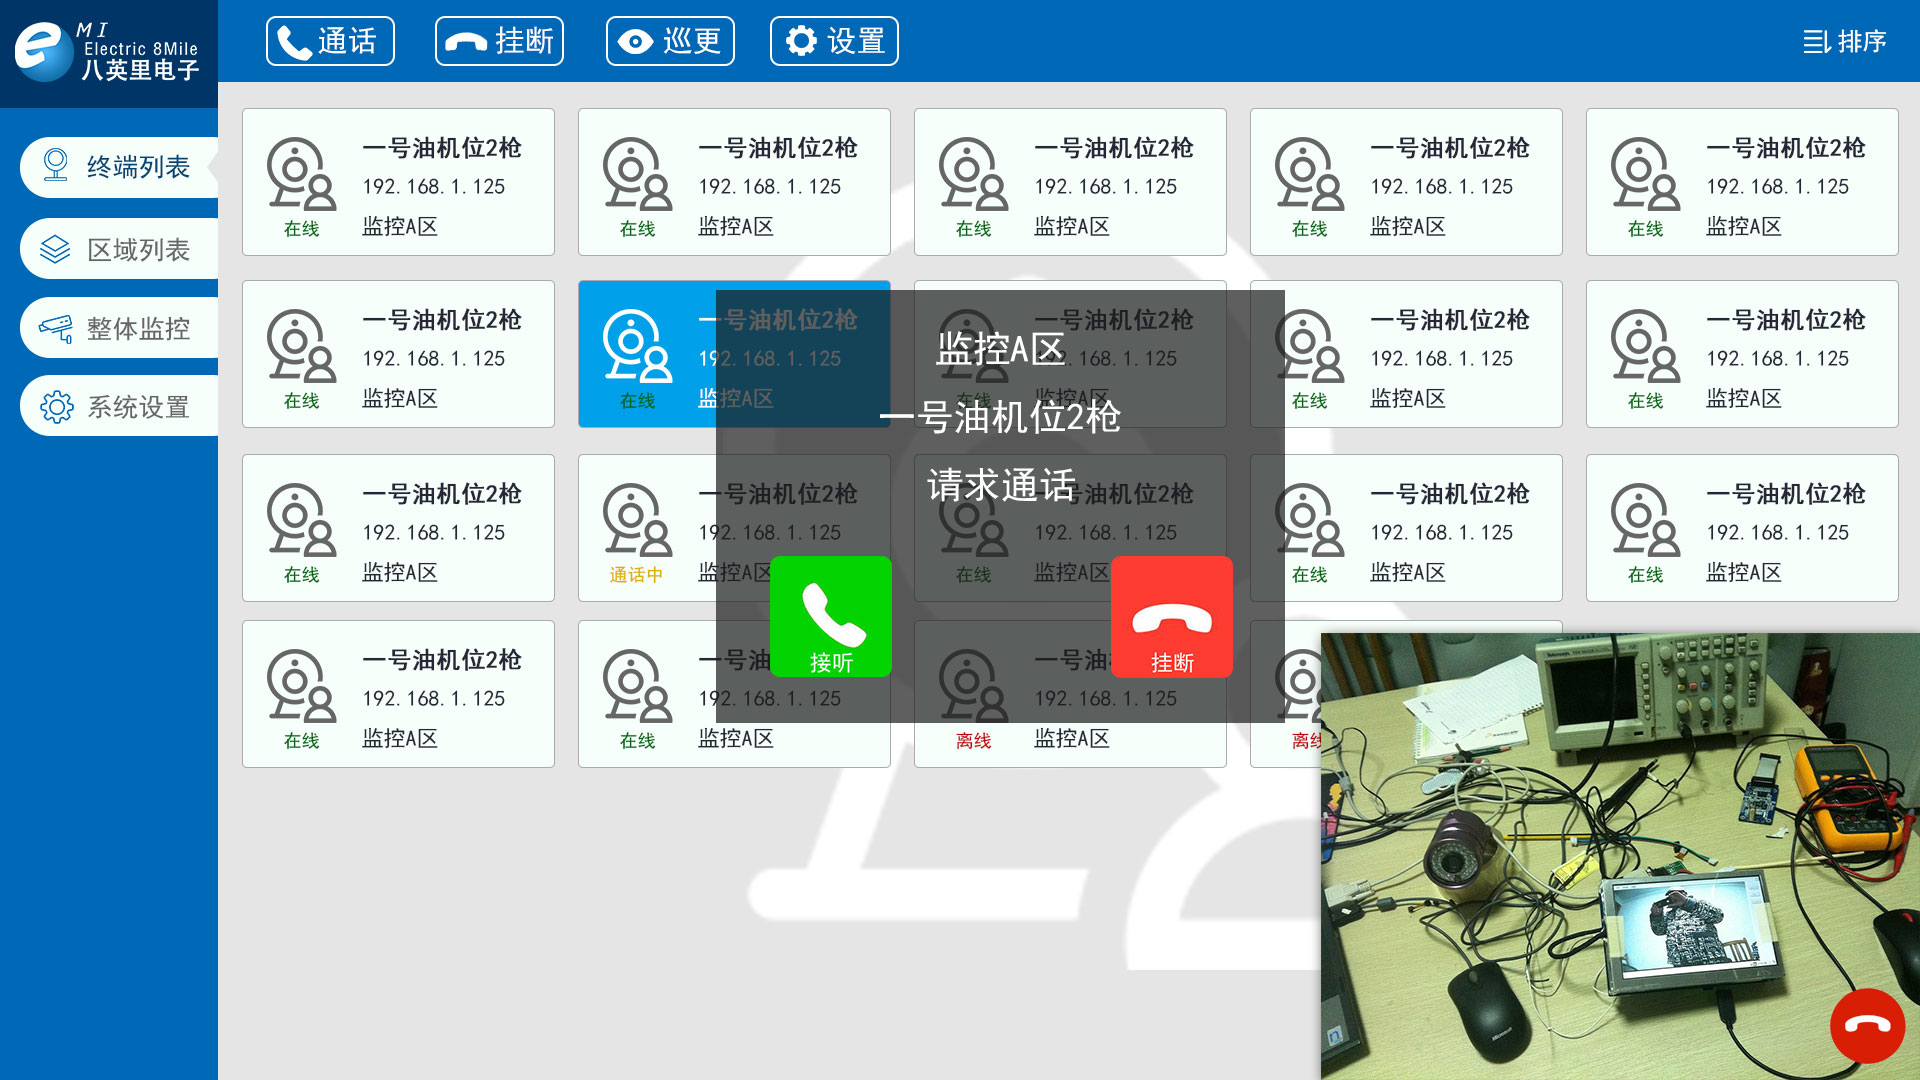 MI
Electric 8Mile
八英里电子
通话
挂断
巡更
设置
排序
终端列表
区域列表
整体监控
系统设置
一号油机位2枪
192.168.1.125
监控A区
在线
一号油机位2枪
192.168.1.125
监控A区
在线
一号油机位2枪
192.168.1.125
监控A区
在线
一号油机位2枪
192.168.1.125
监控A区
在线
一号油机位2枪
192.168.1.125
监控A区
在线
一号油机位2枪
192.168.1.125
监控A区
在线
一号油机位2枪
192.168.1.125
监控A区
在线
一号油机位2枪
192.168.1.125
监控A区
在线
一号油机位2枪
192.168.1.125
监控A区
在线
一号油机位2枪
192.168.1.125
监控A区
在线
一号油机位2枪
192.168.1.125
监控A区
在线
一号油机位2枪
192.168.1.125
监控A区
通话中
一号油机位2枪
192.168.1.125
监控A区
在线
一号油机位2枪
192.168.1.125
监控A区
在线
一号油机位2枪
192.168.1.125
监控A区
在线
一号油机位2枪
192.168.1.125
监控A区
在线
一号油
192.168.1.125
监控A区
在线
一号油
192.168.1.125
监控A区
离线
离线
监控A区
一号油机位2枪
请求通话
接听
挂断